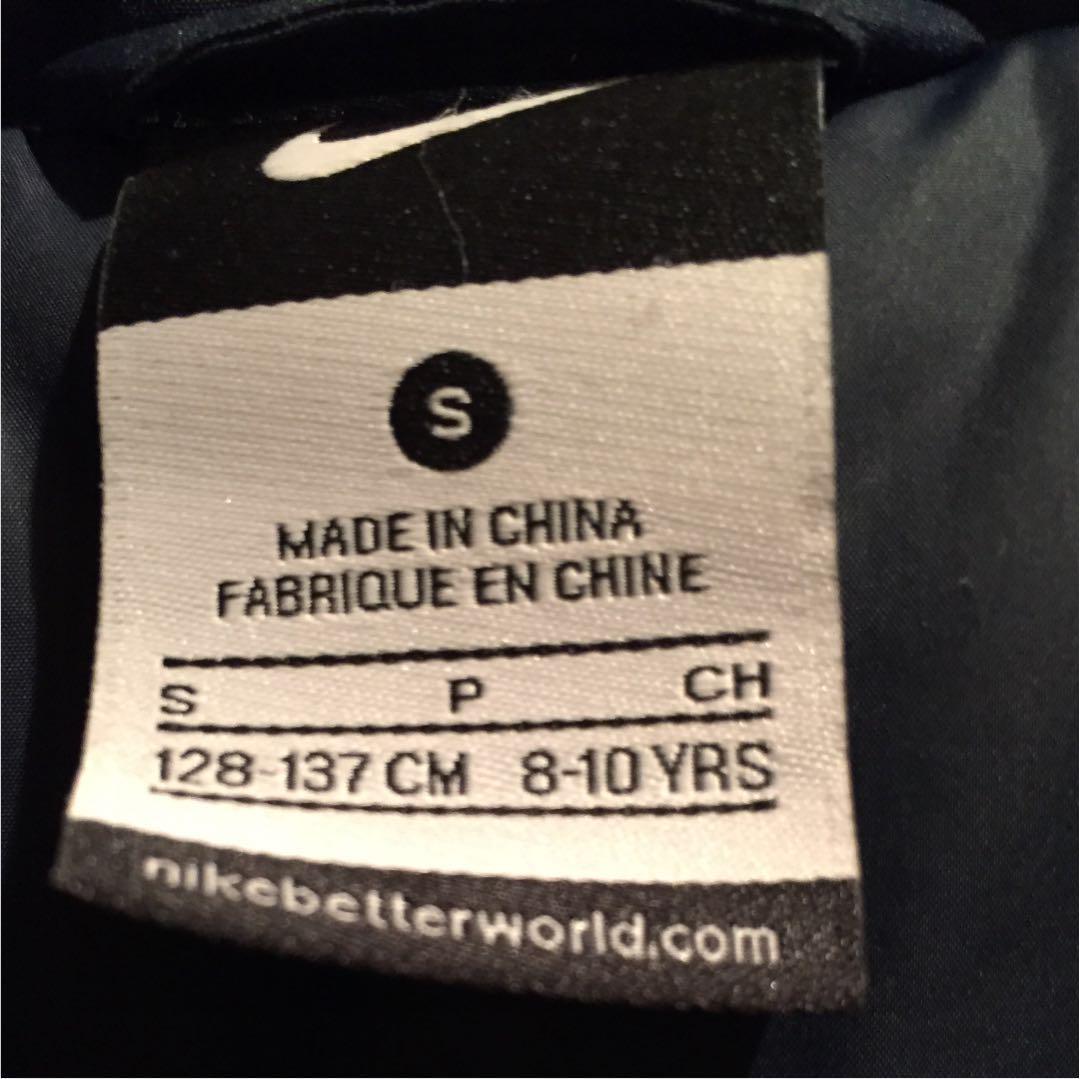 S
MADE IN CHINA
FABRIQUE EN CHINE
S P CH
128-137 CM 8-10 YRS
nikebetterworld.com